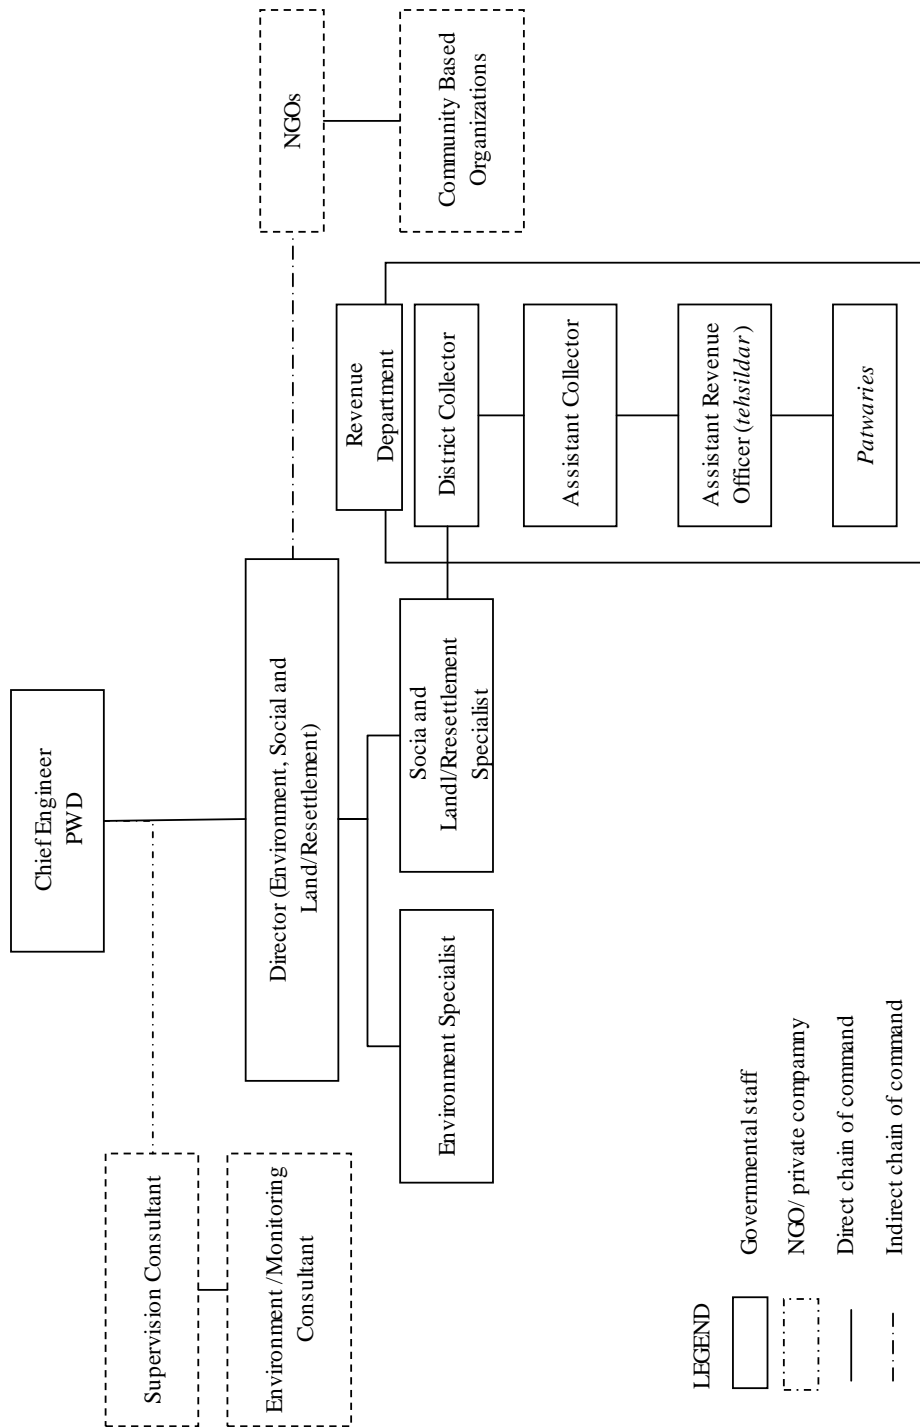 Chief Engineer
PWD
Supervision Consultant
Environment /Monitoring
Consultant
Director (Environment, Social and
Land/Resettlement)
NGOs
Community Based
Organizations
Environment Specialist
Socia and
Landl/Rresettlement
Specialist
Revenue
Department
District Collector
Assistant Collector
Assistant Revenue
Officer (tehsildar)
Patwaries
LEGEND
Governmental staff
NGO/ private compamny
Direct chain of command
Indirect chain of command